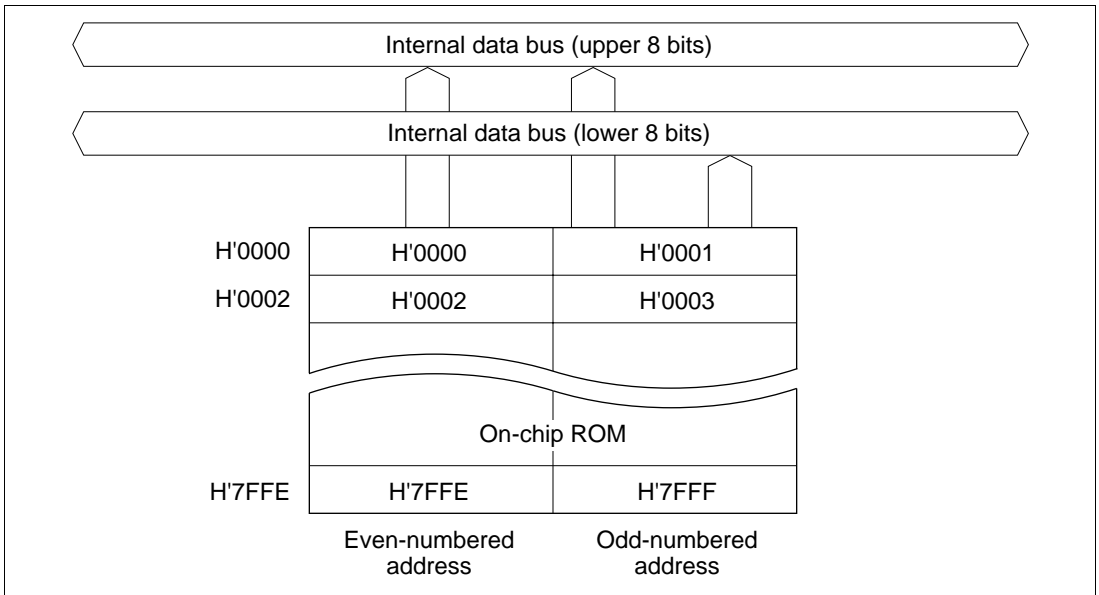 Internal data bus (upper 8 bits)
Internal data bus (lower 8 bits)
H'0000 H'0000 H'0001
H'0002 H'0002 H'0003
On-chip ROM
H'7FFE H'7FFE H'7FFF
Even-numbered Odd-numbered
address address